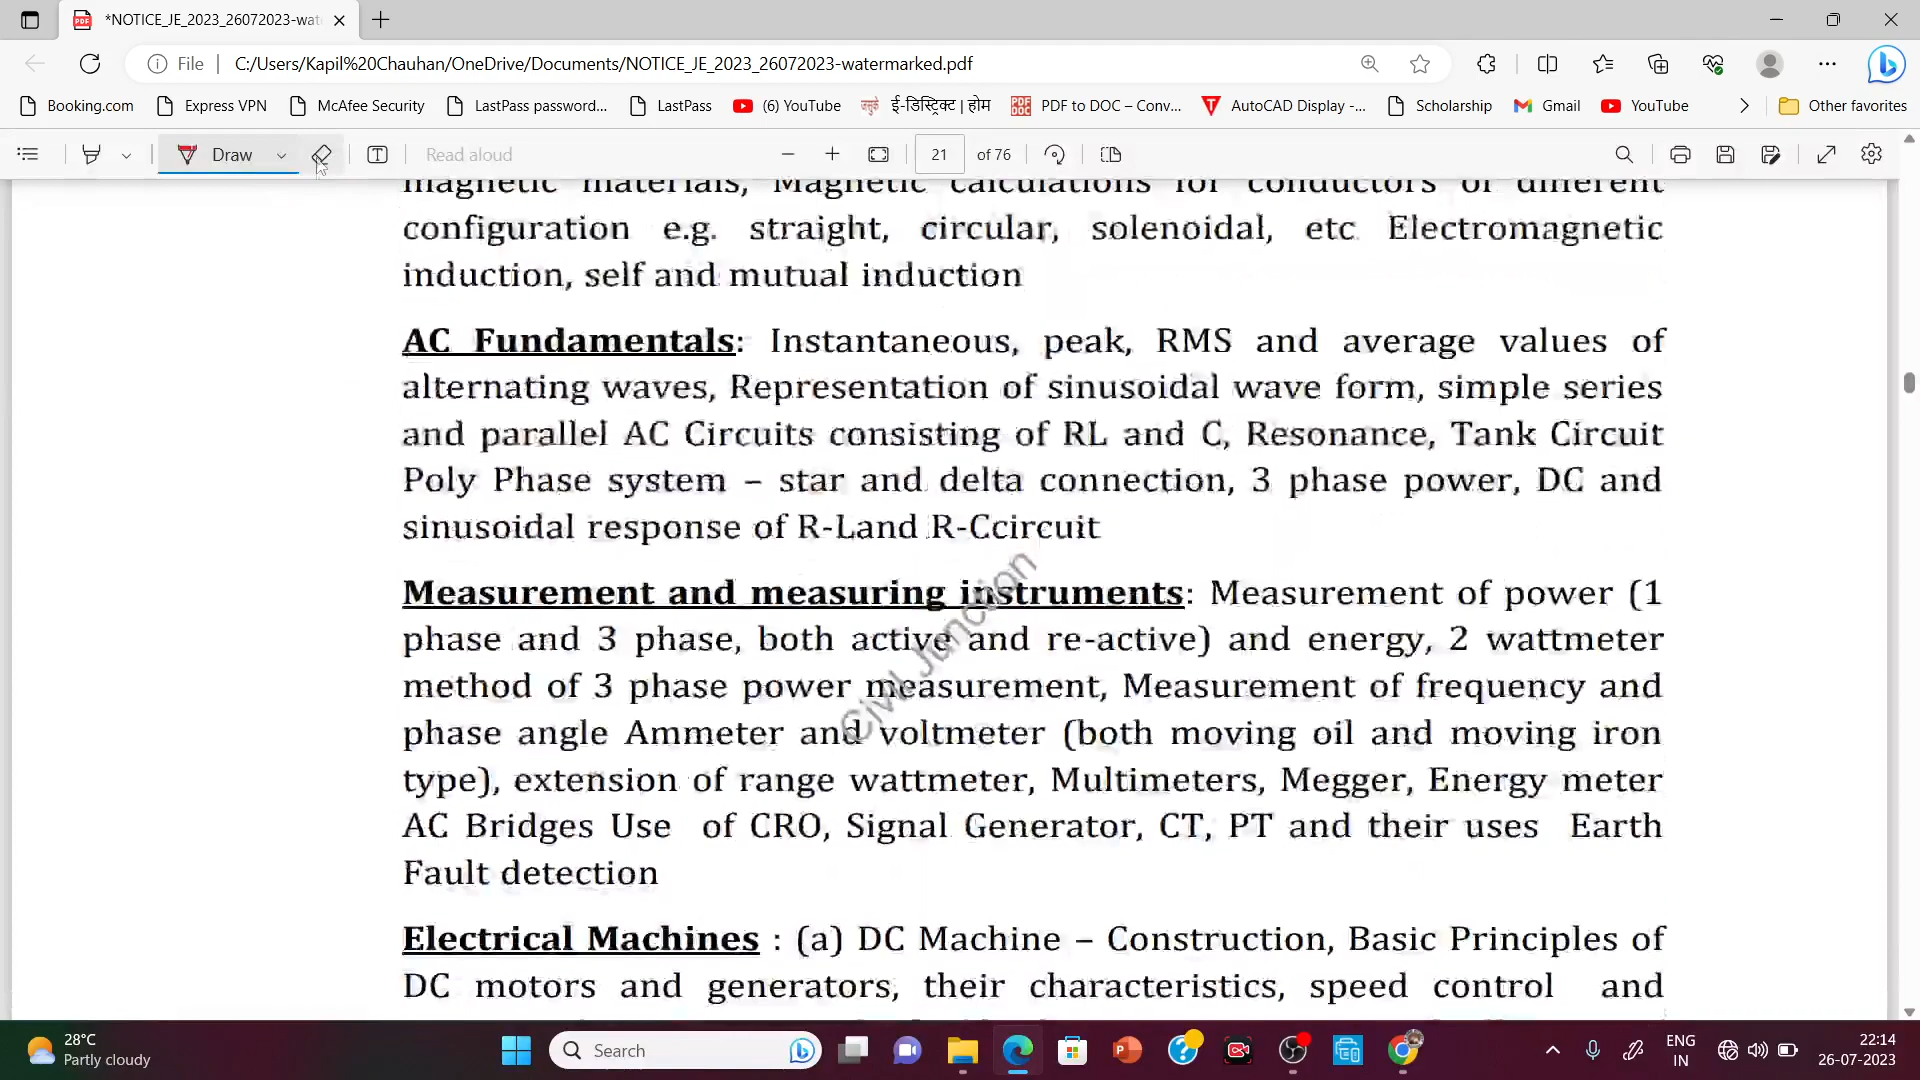 *NOTICE_JE_2023_26072023-wat
File
C:/Users/Kapil%20Chauhan/OneDrive/Documents/NOTICE_JE_2023_26072023-watermarked.pdf
Booking.com Express VPN McAfee Security LastPass password... LastPass (6) YouTube ई-डिस्ट्रिक्ट | होम PDF to DOC – Conv... AutoCAD Display -... Scholarship Gmail YouTube Other favorites
Draw Read aloud 21 of 76
magnetic materials, Magnetic calculations for conductors of different
configuration e.g. straight, circular, solenoidal, etc Electromagnetic
induction, self and mutual induction
AC Fundamentals: Instantaneous, peak, RMS and average values of
alternating waves, Representation of sinusoidal wave form, simple series
and parallel AC Circuits consisting of RL and C, Resonance, Tank Circuit
Poly Phase system – star and delta connection, 3 phase power, DC and
sinusoidal response of R-Land R-Ccircuit
Measurement and measuring instruments: Measurement of power (1
phase and 3 phase, both active and re-active) and energy, 2 wattmeter
method of 3 phase power measurement, Measurement of frequency and
phase angle Ammeter and voltmeter (both moving oil and moving iron
type), extension of range wattmeter, Multimeters, Megger, Energy meter
AC Bridges Use of CRO, Signal Generator, CT, PT and their uses Earth
Fault detection
Civil Junction
Electrical Machines : (a) DC Machine – Construction, Basic Principles of
DC motors and generators, their characteristics, speed control and
28°C
Partly cloudy
Search
ENG
IN
22:14
26-07-2023